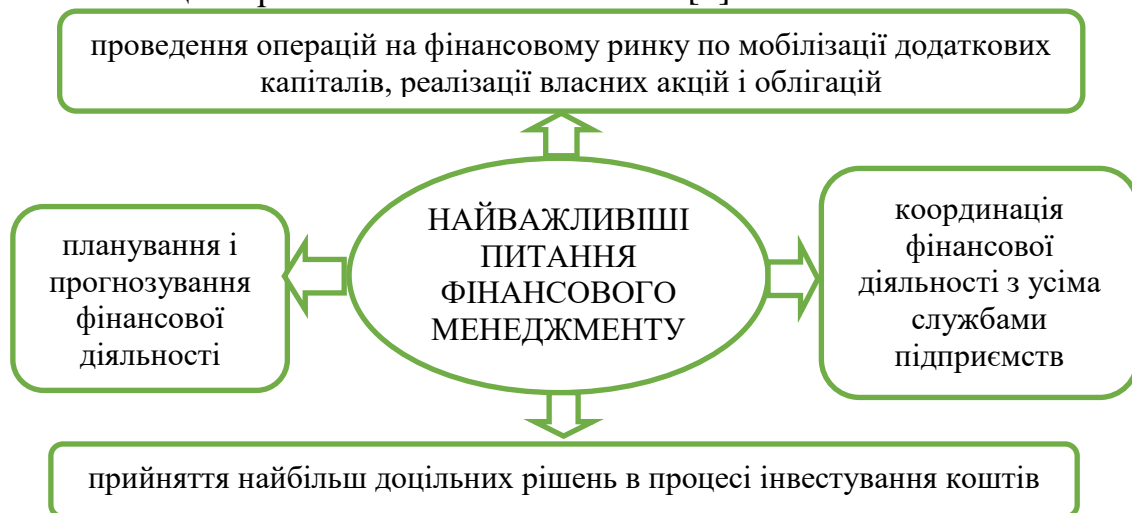 проведення операцій на фінансовому ринку по мобілізації додаткових
капіталів, реалізації власних акцій і облігацій
НАЙВАЖЛИВІШІ
ПИТАННЯ
ФІНАНСОВОГО
МЕНЕДЖМЕНТУ
планування і
прогнозування
фінансової
діяльності
координація
фінансової
діяльності з усіма
службами
підприємств
прийняття найбільш доцільних рішень в процесі інвестування коштів